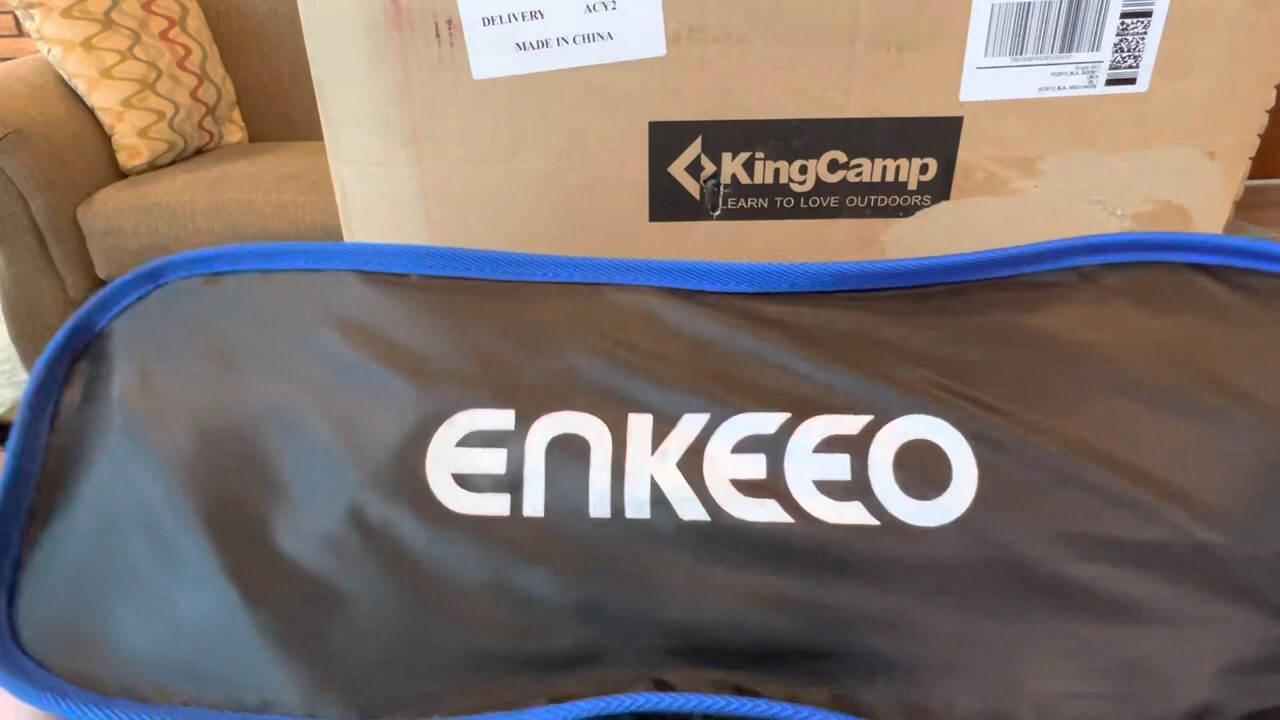 DELIVERY ACY2
MADE IN CHINA
KingCamp
LEARN TO LOVE OUTDOORS
ENKEEO